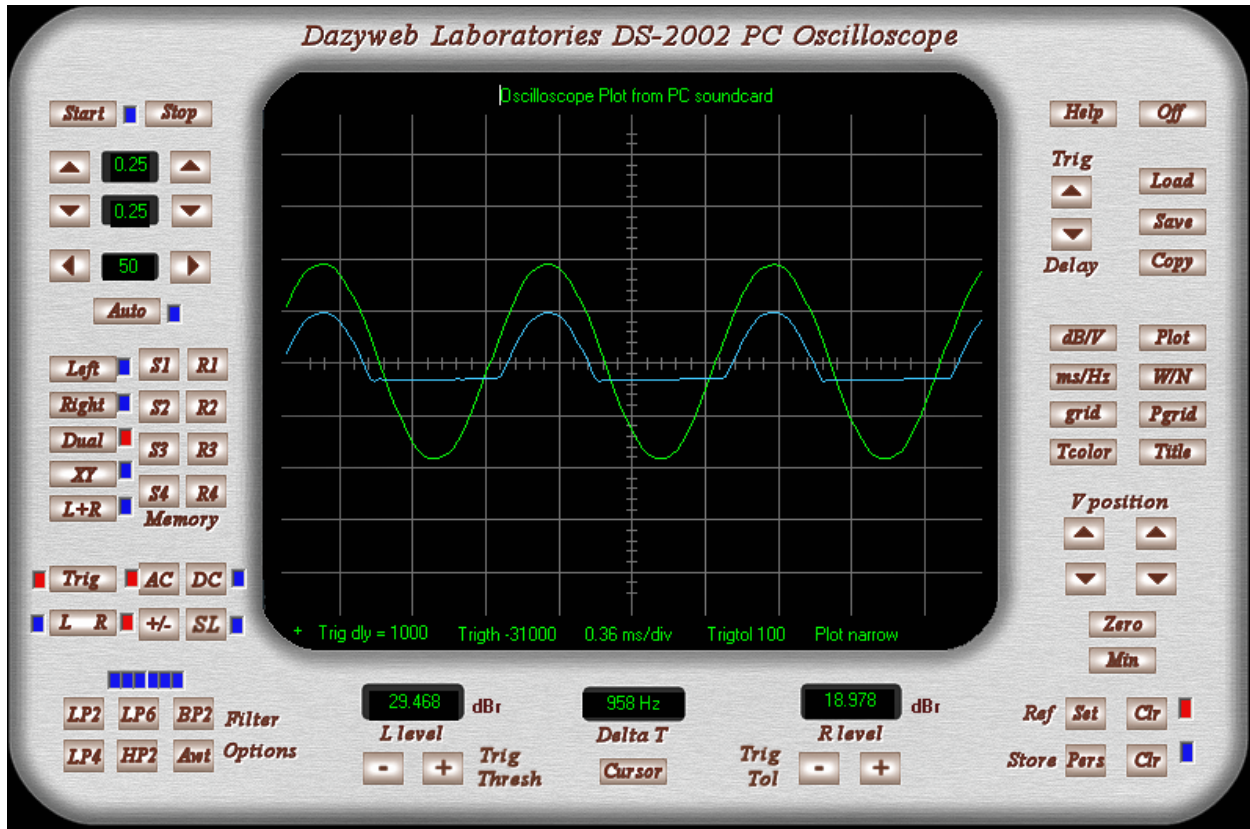 Dazyweb Laboratories DS-2002 PC Oscilloscope
Oscilloscope Plot from PC soundcard
Start Stop
0.25
0.25
50
Auto
Left S1 R1
Right S2 R2
Dual S3 R3
XY
L+R S4 R4
Memory
Trig AC DC
L R +/- SL
LP2 LP6 BP2 Filter
LP4 HP2 Awt Options
+ Trig dly = 1000 Trigth -31000 0.36 ms/div Trigtol 100 Plot narrow
29.468 dBr
L level
- + Trig Thresh
958 Hz
Delta T
Cursor
18.978 dBr
R level
Trig Tol - +
Help Off
Trig
Load
Save
Delay Copy
dB/V Plot
ms/Hz W/N
grid Pgrid
Tcolor Title
V position
Zero
Min
Ref Set Clr
Store Pers Clr